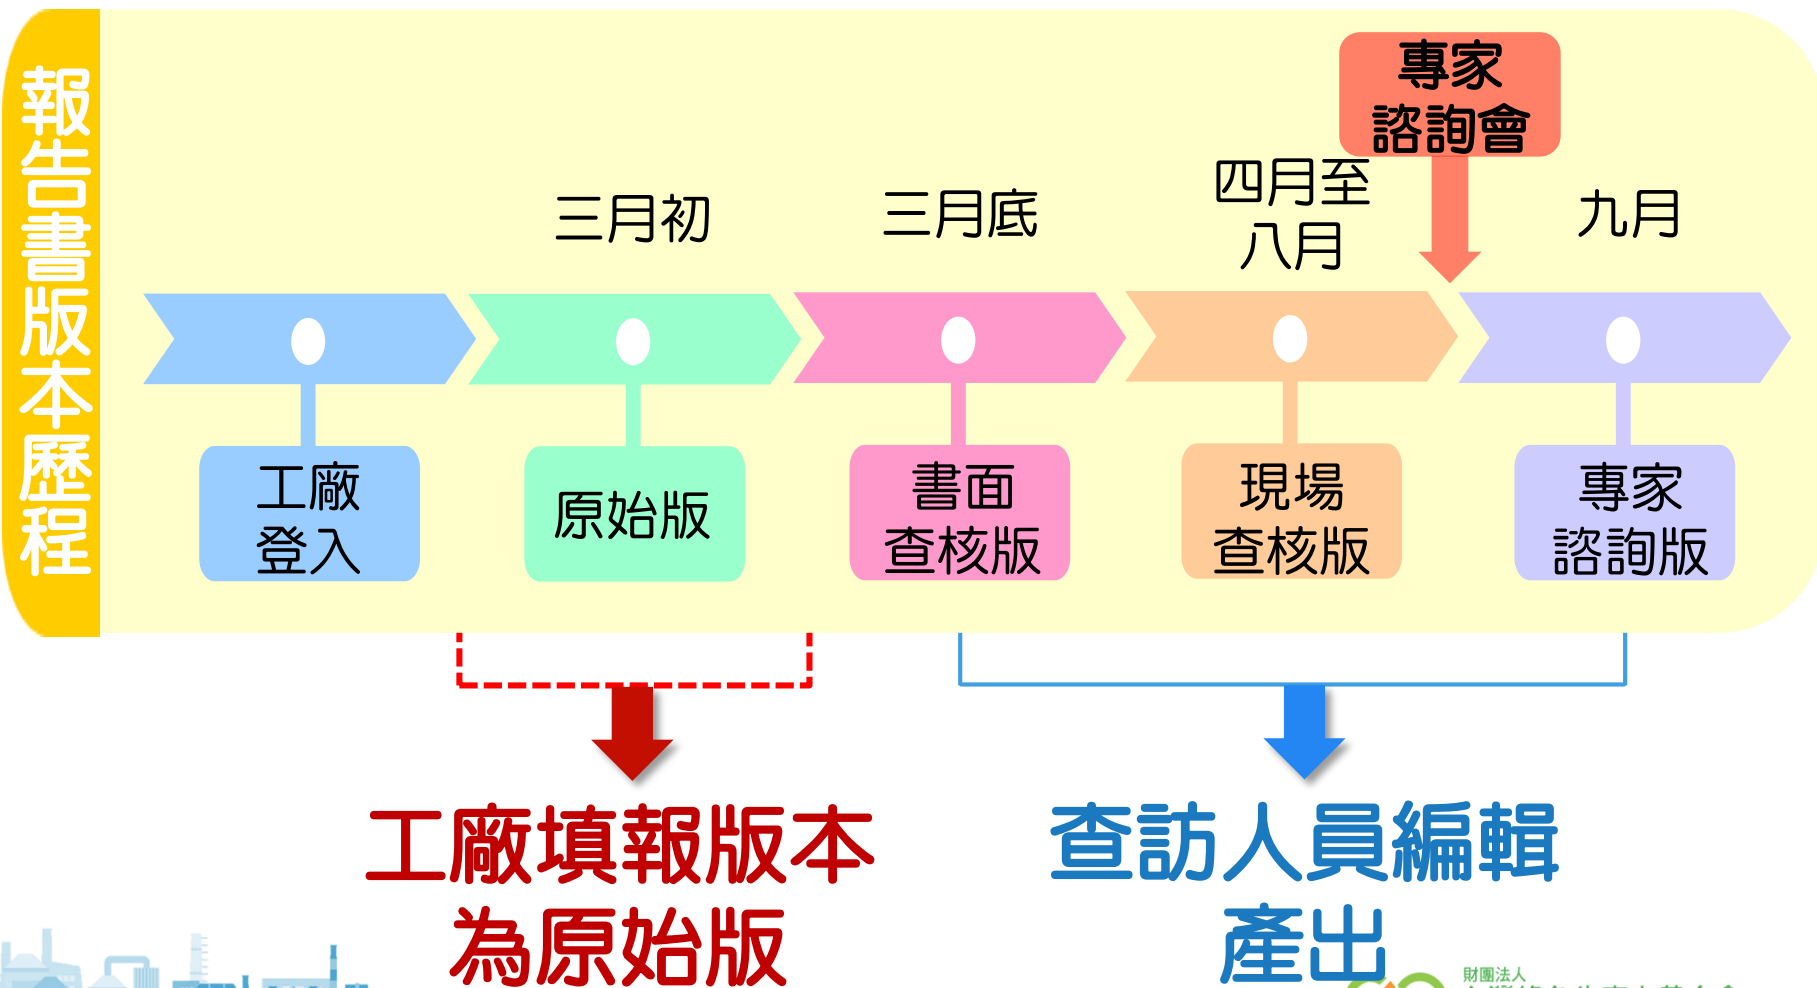 報告書版本歷程
專家
諮詢會
三月初
三月底
四月至
八月
九月
工廠
登入
原始版
書面
查核版
現場
查核版
專家
諮詢版
工廠填報版本
為原始版
查訪人員編輯
產出
財團法人